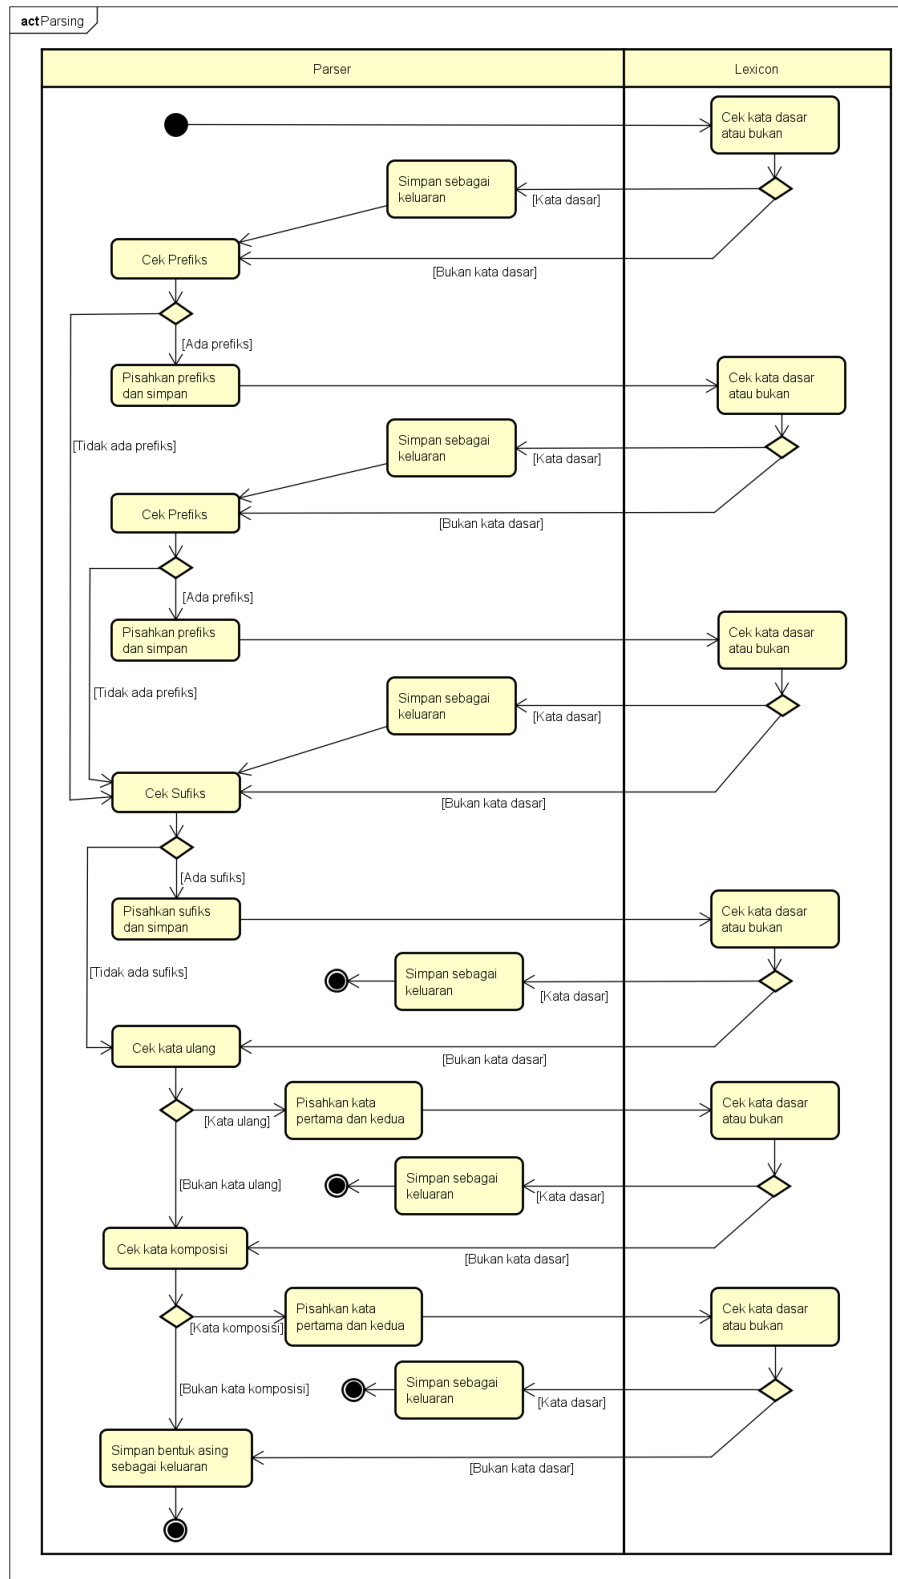 act Parsing
Parser
Lexicon
Cek kata dasar
atau bukan
Simpan sebagai
keluaran
[Kata dasar]
Cek Prefiks
[Bukan kata dasar]
[Ada prefiks]
Pisahkan prefiks
dan simpan
Cek kata dasar
atau bukan
[Tidak ada prefiks]
Simpan sebagai
keluaran
[Kata dasar]
Cek Prefiks
[Bukan kata dasar]
[Ada prefiks]
Pisahkan prefiks
dan simpan
Cek kata dasar
atau bukan
[Tidak ada prefiks]
Simpan sebagai
keluaran
[Kata dasar]
Cek Sufiks
[Bukan kata dasar]
[Ada sufiks]
Pisahkan sufiks
dan simpan
Cek kata dasar
atau bukan
[Tidak ada sufiks]
Simpan sebagai
keluaran
[Kata dasar]
Cek kata ulang
[Bukan kata dasar]
[Kata ulang]
Pisahkan kata
pertama dan kedua
Cek kata dasar
atau bukan
[Bukan kata ulang]
Simpan sebagai
keluaran
[Kata dasar]
Cek kata komposisi
[Bukan kata dasar]
[Kata komposisi]
Pisahkan kata
pertama dan kedua
Cek kata dasar
atau bukan
[Bukan kata komposisi]
Simpan sebagai
keluaran
[Kata dasar]
Simpan bentuk asing
sebagai keluaran
[Bukan kata dasar]